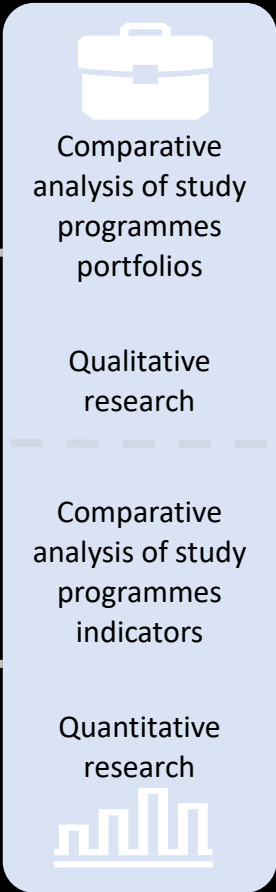 Comparative
analysis of study
programmes
portfolios
Qualitative
research
Comparative
analysis of study
programmes
indicators
Quantitative
research